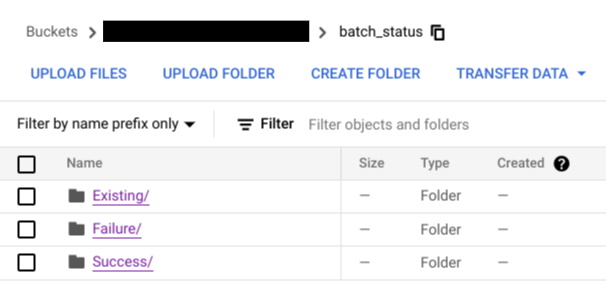 Buckets > > batch_status
UPLOAD FILES UPLOAD FOLDER CREATE FOLDER TRANSFER DATA
Filter by name prefix only Filter Filter objects and folders
Name Size Type Created ?
Existing/ — Folder —
Failure/ — Folder —
Success/ — Folder —